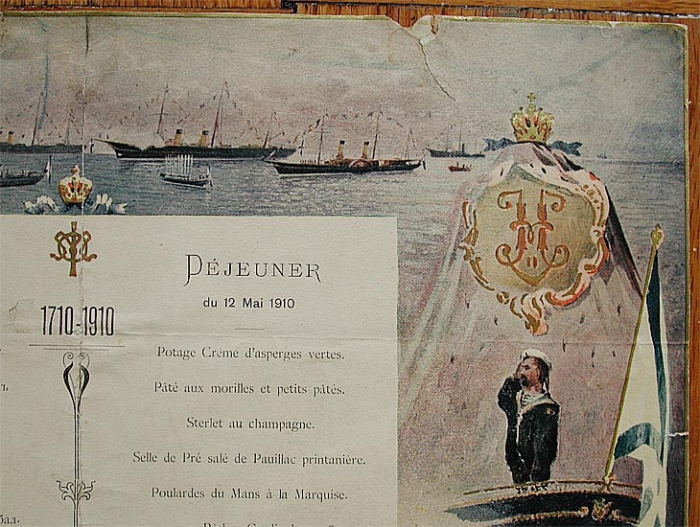 1710-1910
DÉJEUNER
du 12 Mai 1910
Potage Créme d'asperges vertes.
Pâté aux morilles et petits pâtés.
Sterlet au champagne.
Selle de Pré salé de Pauillac printanière.
Poulardes du Mans à la Marquise.